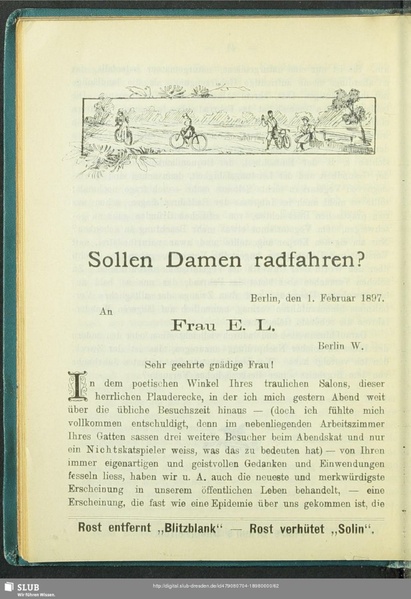 Sollen Damen radfahren?
Berlin, den 1. Februar 1897.
An
Frau E. L.
Berlin W.
Sehr geehrte gnädige Frau!
In dem poetischen Winkel Ihres traulichen Salons, dieser
herrlichen Plauderecke, in der ich mich gestern Abend weit
über die übliche Besuchszeit hinaus — (doch ich fühlte mich
vollkommen entschuldigt, denn im nebenliegenden Arbeitszimmer
Ihres Gatten sassen drei weitere Besucher beim Abendskat und nur
ein Nichtskatspieler weiss, was das zu bedeuten hat) — von Ihren
immer eigenartigen und geistvollen Gedanken und Einwendungen
fesseln liess, haben wir u. A. auch die neueste und merkwürdigste
Erscheinung in unserem öffentlichen Leben behandelt, — eine
Erscheinung, die fast wie eine Epidemie über uns gekommen ist, die
Rost entfernt „Blitzblank" — Rost verhütet „Solin".
SLUB
Wir führen Wissen.